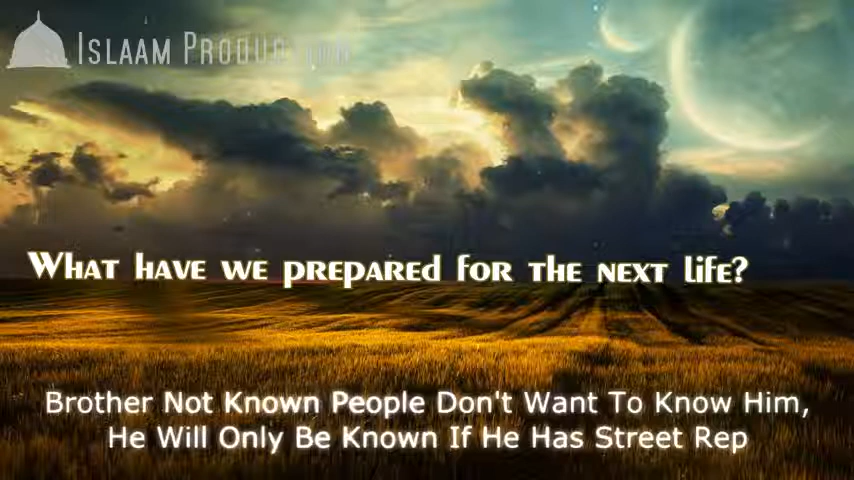 Islaam Production
What have we prepared for the next life?
Brother Not Known People Don't Want To Know Him,
He Will Only Be Known If He Has Street Rep